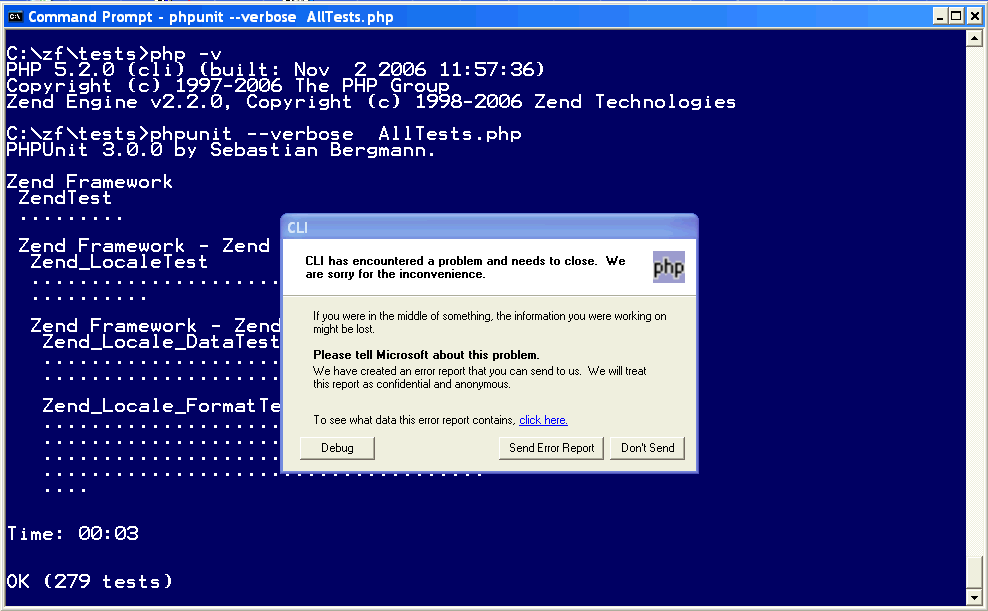 Command Prompt - phpunit --verbose AllTests.php
C:\zf\tests>php -v
PHP 5.2.0 (cli) (built: Nov  2 2006 11:57:36)
Copyright (c) 1997-2006 The PHP Group
Zend Engine v2.2.0, Copyright (c) 1998-2006 Zend Technologies
C:\zf\tests>phpunit --verbose  AllTests.php
PHPUnit 3.0.0 by Sebastian Bergmann.
Zend Framework
ZendTest
.........
Zend Framework - Zend
Zend_LocaleTest
....................
..........
Zend Framework - Zend
Zend_Locale_DataTest
....................
....................
Zend_Locale_FormatTe
....................
....................
....................
.....................................
....
Time: 00:03
OK (279 tests)
CLI
CLI has encountered a problem and needs to close.  We
are sorry for the inconvenience.
php
If you were in the middle of something, the information you were working on
might be lost.
Please tell Microsoft about this problem.
We have created an error report that you can send to us.  We will treat
this report as confidential and anonymous.
To see what data this error report contains, click here.
Debug
Send Error Report
Don't Send